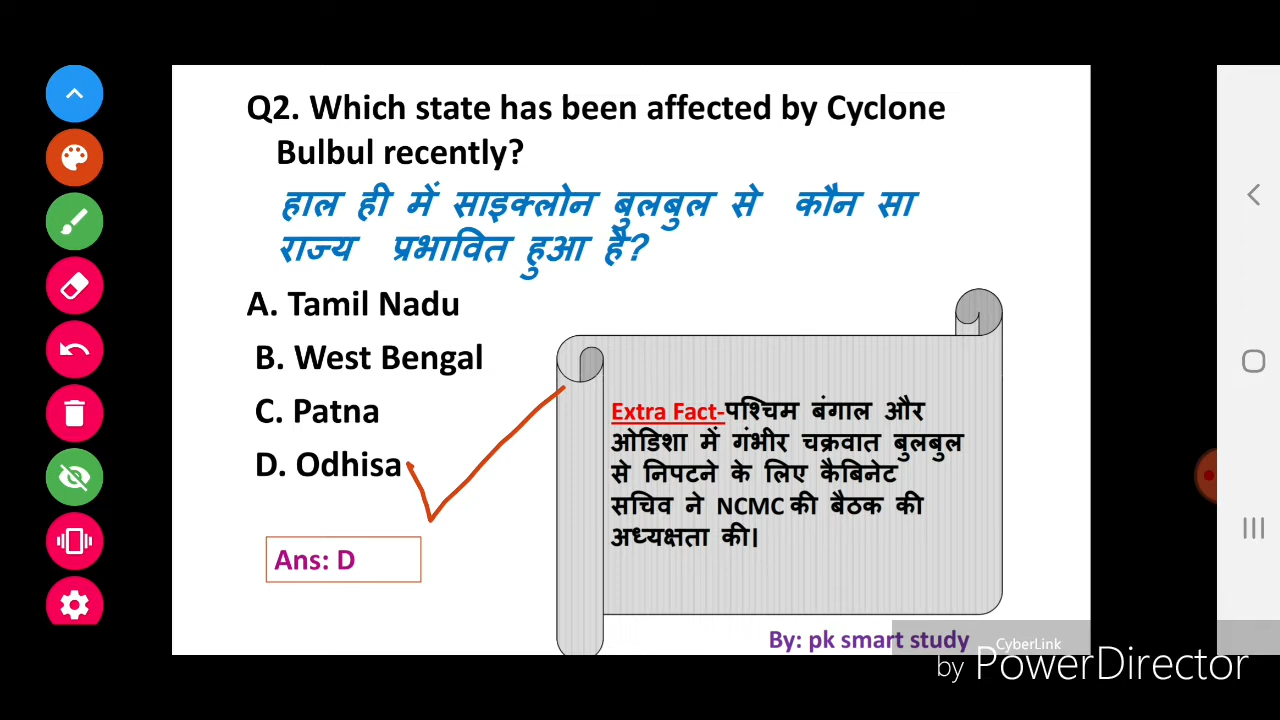 Q2. Which state has been affected by Cyclone
Bulbul recently?
हाल ही में साइक्लोन बुलबुल से कौन सा
राज्य प्रभावित हुआ है?
A. Tamil Nadu
B. West Bengal
C. Patna
D. Odhisa
Ans: D
Extra Fact-पश्चिम बंगाल और
ओडिशा में गंभीर चक्रवात बुलबुल
से निपटने के लिए कैबिनेट
सचिव ने NCMC की बैठक की
अध्यक्षता की।
By: pk smart study
CyberLink
by PowerDirector